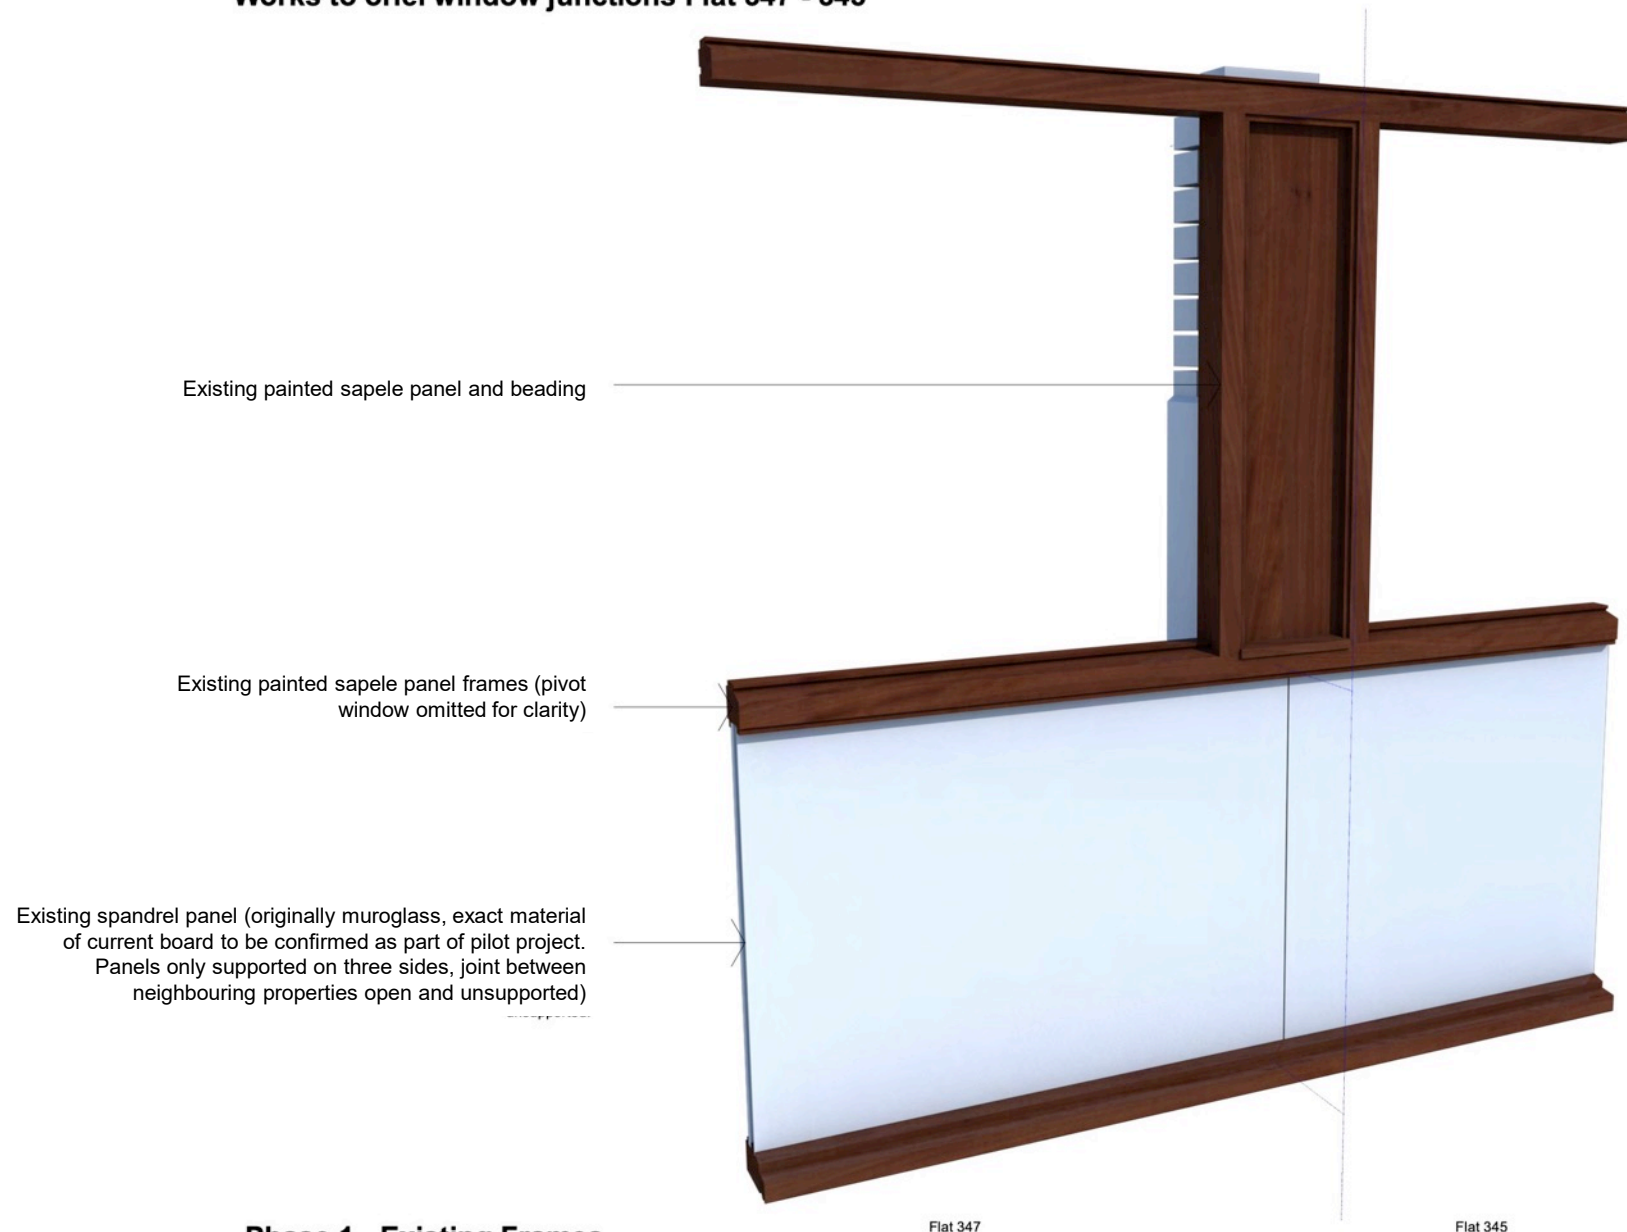 Works to oriel window junctions Flat 347 - 345
Existing painted sapele panel and beading
Existing painted sapele panel frames (pivot
window omitted for clarity)
Existing spandrel panel (originally muroglass, exact material
of current board to be confirmed as part of pilot project.
Panels only supported on three sides, joint between
neighbouring properties open and unsupported)
unsupported.
Phase 1 - Existing Frames
Flat 347
Flat 345